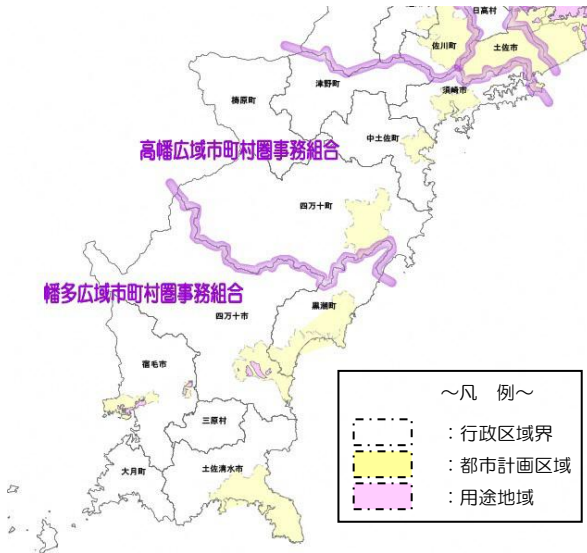 日高村
佐川町
土佐市
須崎市
津野町
梼原町
中土佐町
高幡広域市町村圏事務組合
四万十町
幡多広域市町村圏事務組合
四万十市
黒潮町
宿毛市
三原村
大月町
土佐清水市
～凡 例～
：行政区域界
：都市計画区域
：用途地域